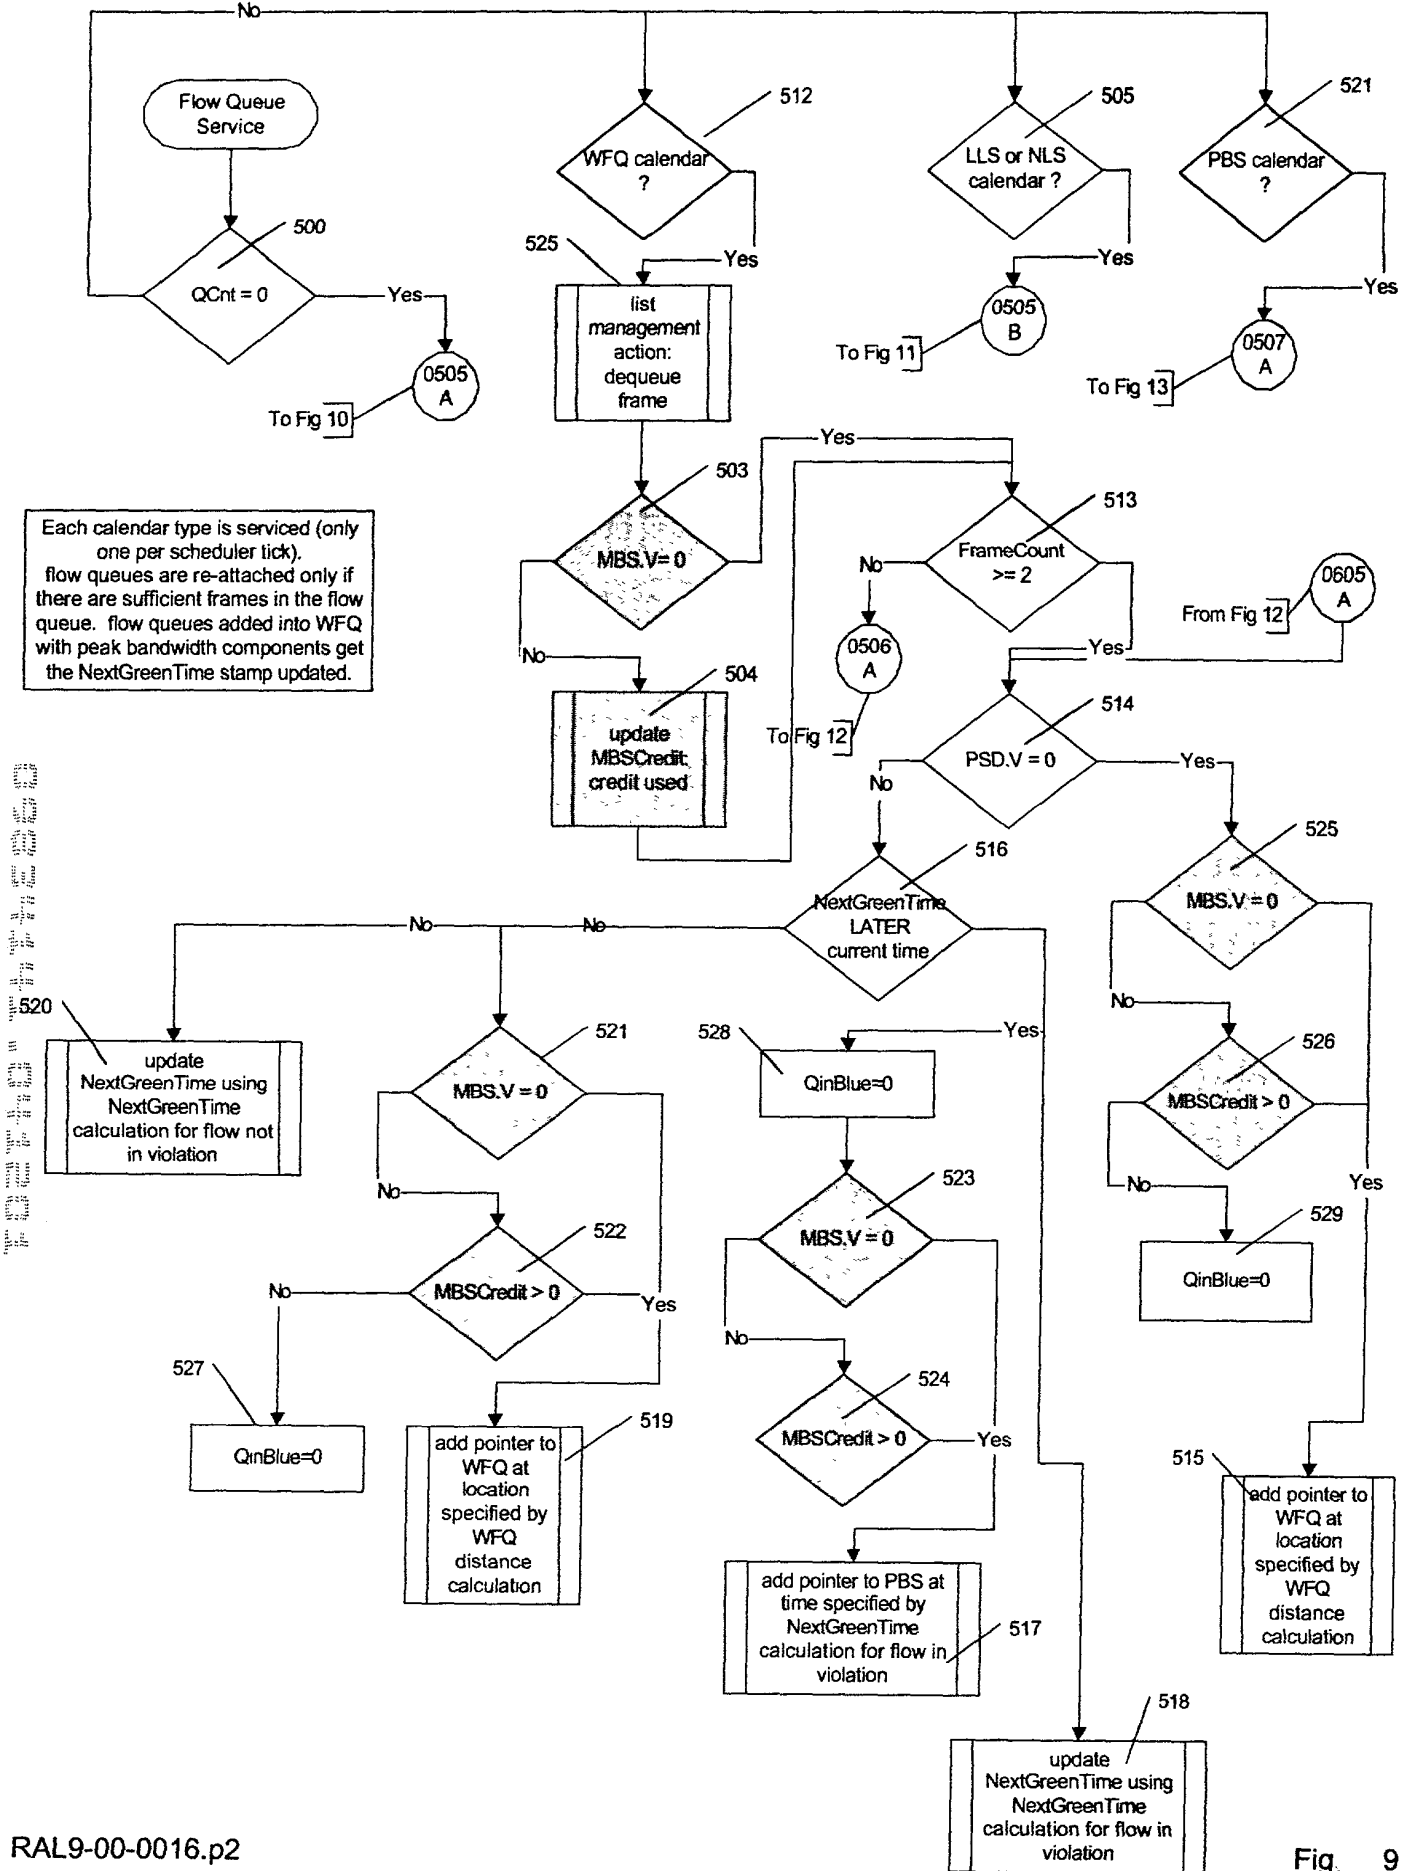 No
Flow Queue
Service
500
QCnt = 0
Yes
0505
A
To Fig 10
512
WFQ calendar
?
Yes
525
list
management
action:
dequeue
frame
505
LLS or NLS
calendar ?
Yes
0505
B
To Fig 11
521
PBS calendar
?
Yes
0507
A
To Fig 13
Each calendar type is serviced (only
one per scheduler tick).
flow queues are re-attached only if
there are sufficient frames in the flow
queue. flow queues added into WFQ
with peak bandwidth components get
the NextGreenTime stamp updated.
503
MBS.V= 0
Yes
No
504
update
MBSCredit:
credit used
513
FrameCount
>= 2
No
0506
A
To Fig 12
Yes
0605
A
From Fig 12
514
PSD.V = 0
No
Yes
516
NextGreenTime
LATER
current time
No
No
Yes
520
update
NextGreenTime using
NextGreenTime
calculation for flow not
in violation
521
MBS.V = 0
No
522
MBSCredit > 0
No
Yes
527
QinBlue=0
519
add pointer to
WFQ at
location
specified by
WFQ
distance
calculation
528
QinBlue=0
523
MBS.V = 0
No
524
MBSCredit > 0
Yes
add pointer to PBS at
time specified by
NextGreenTime
calculation for flow in
violation
517
525
MBS.V = 0
No
526
MBSCredit > 0
No
Yes
529
QinBlue=0
515
add pointer to
WFQ at
location
specified by
WFQ
distance
calculation
518
update
NextGreenTime using
NextGreenTime
calculation for flow in
violation
RAL9-00-0016.p2
Fig. 9